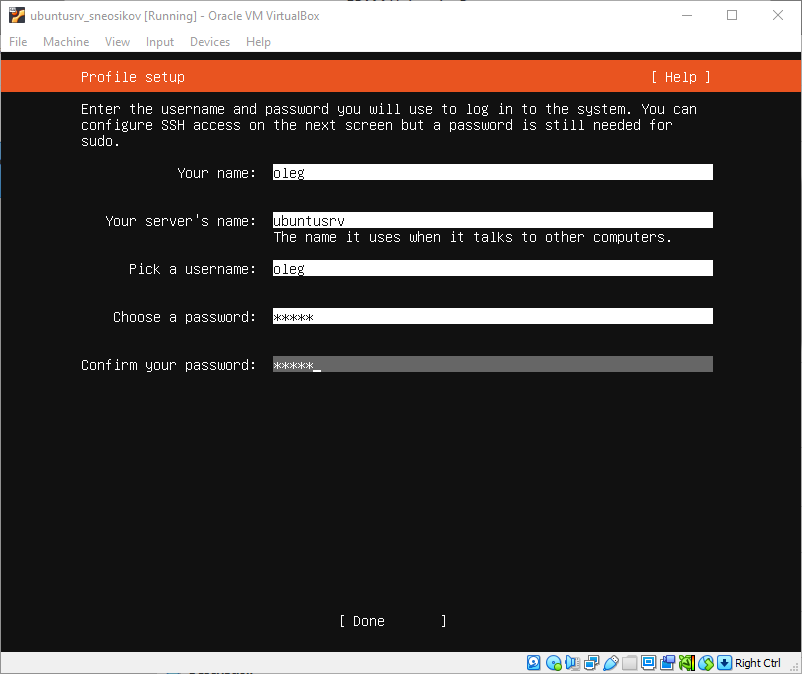 ubuntusrv_sneosikov [Running] - Oracle VM VirtualBox
File Machine View Input Devices Help
Profile setup [ Help ]
Enter the username and password you will use to log in to the system. You can
configure SSH access on the next screen but a password is still needed for
sudo.
Your name: oleg
Your server's name: ubuntusrv
The name it uses when it talks to other computers.
Pick a username: oleg
Choose a password: *****
Confirm your password: *****_
[ Done ]
Right Ctrl